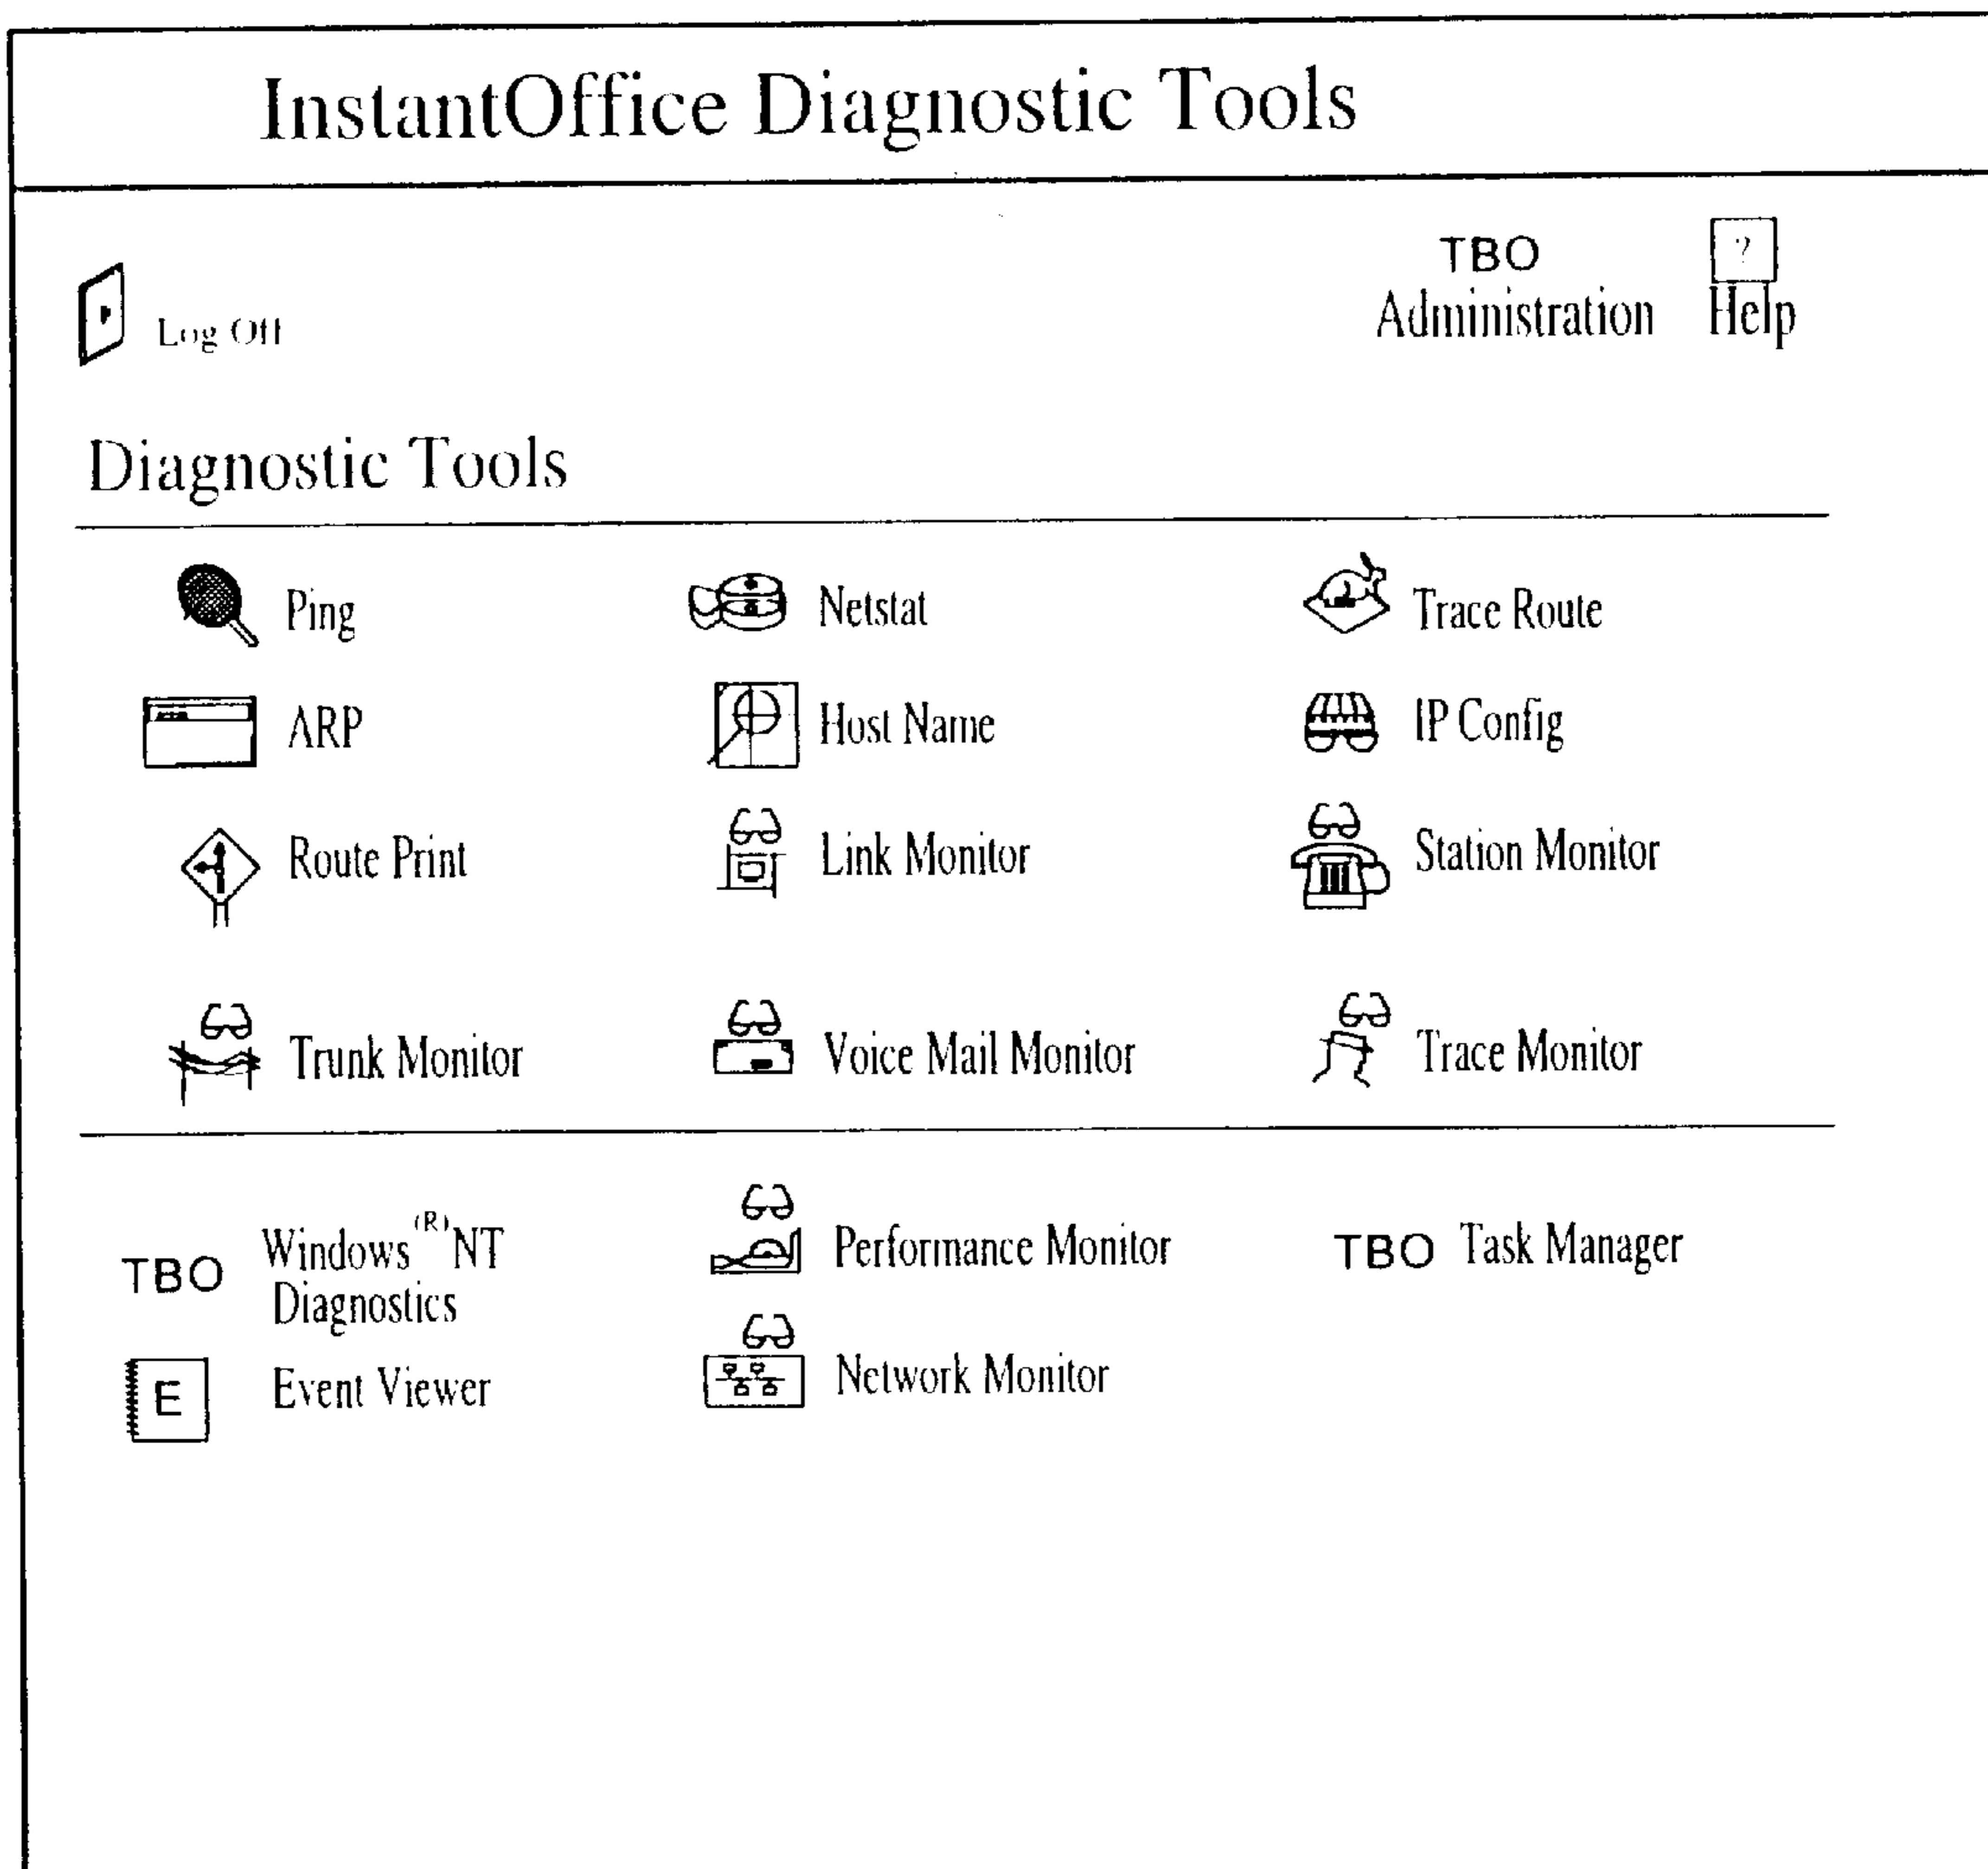 InstantOffice Diagnostic Tools
TBO
?
Log Off
Administration
Help
Diagnostic Tools
Ping
Netstat
Trace Route
ARP
Host Name
IP Config
Route Print
Link Monitor
Station Monitor
Trunk Monitor
Voice Mail Monitor
Trace Monitor
TBO
Windows (R) NT
Diagnostics
Performance Monitor
TBO
Task Manager
E
Event Viewer
Network Monitor